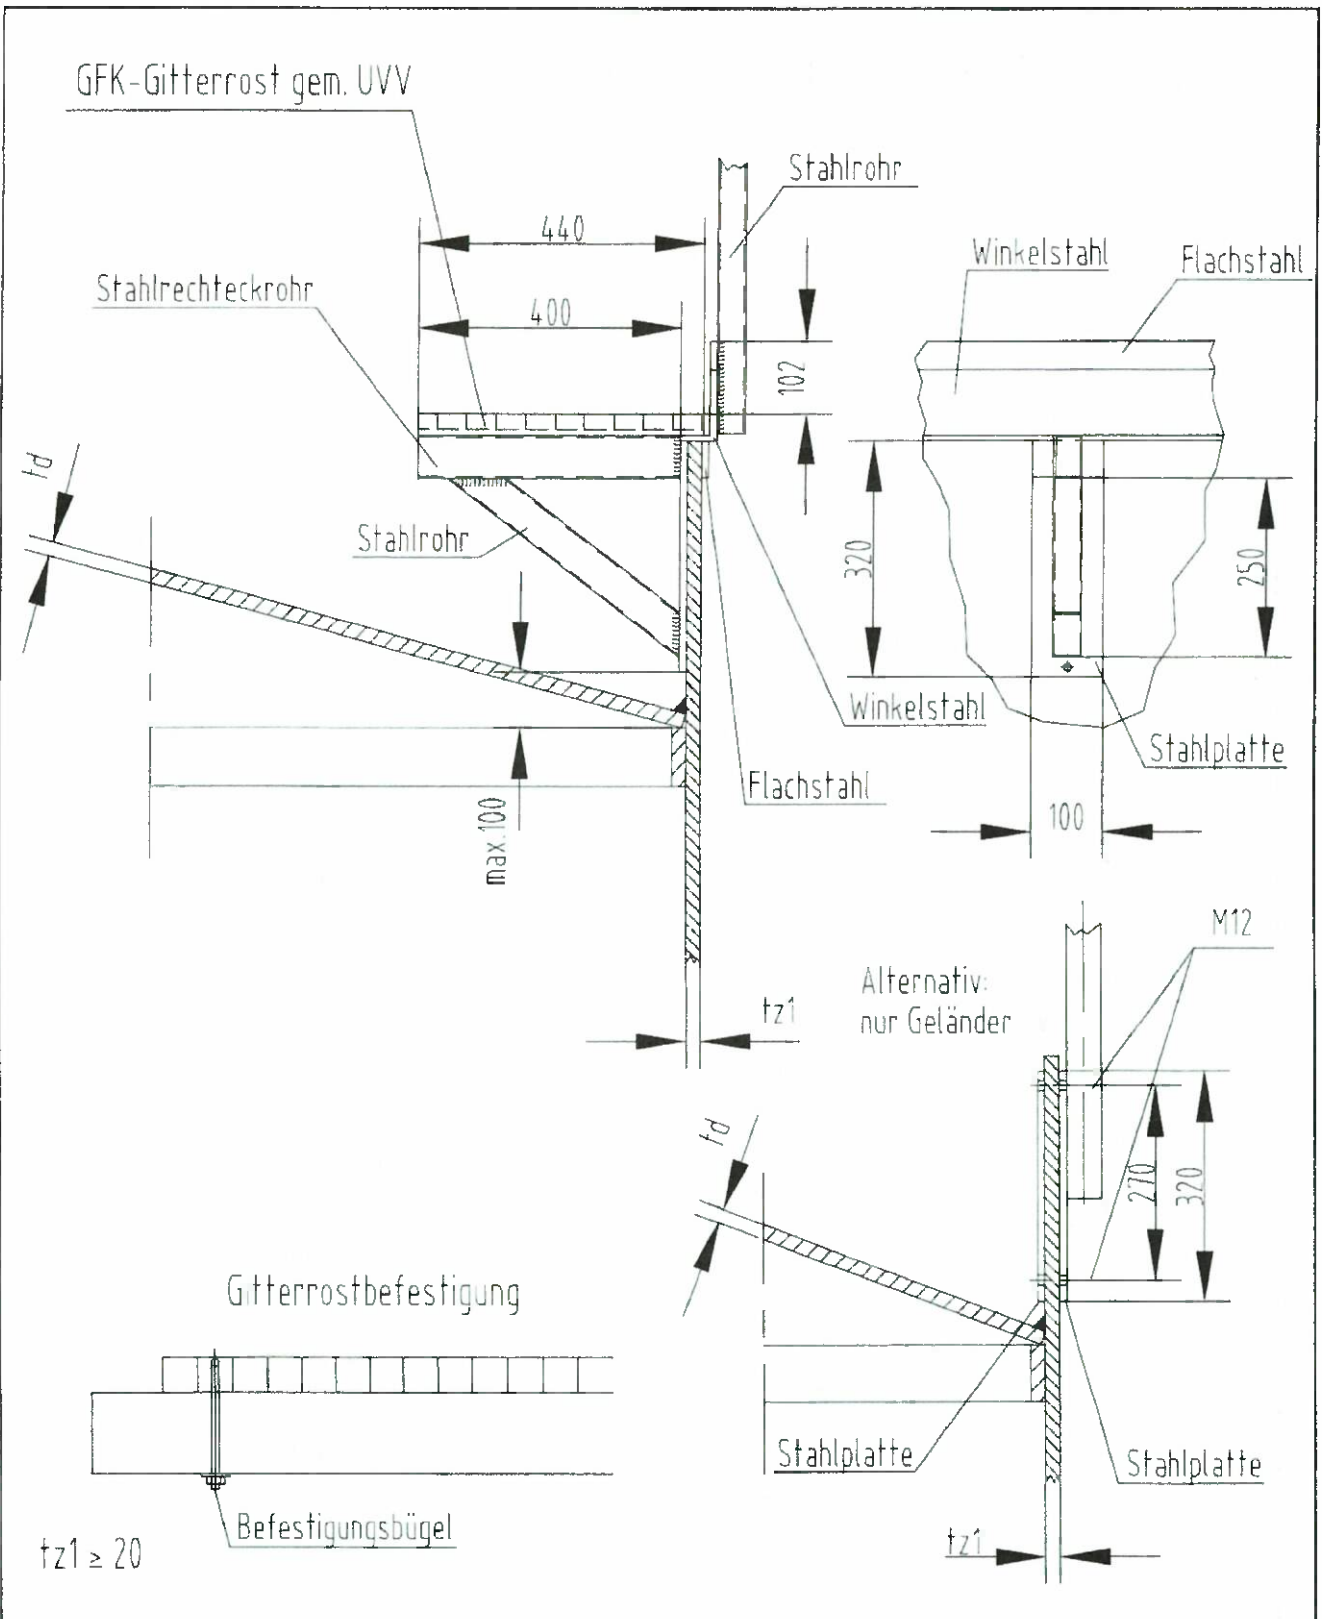 GFK-Gitterrost gem. UVV
Stahlrohr
440
Winkelstahl
Flachstahl
Stahlrechteckrohr
400
102
td
Stahlrohr
320
250
Winkelstahl
Stahlplatte
Flachstahl
max.100
100
M12
Alternativ:
nur Geländer
tz1
td
270
320
Gitterrostbefestigung
Stahlplatte
Stahlplatte
Befestigungsbügel
tz1
tz1 ≥ 20